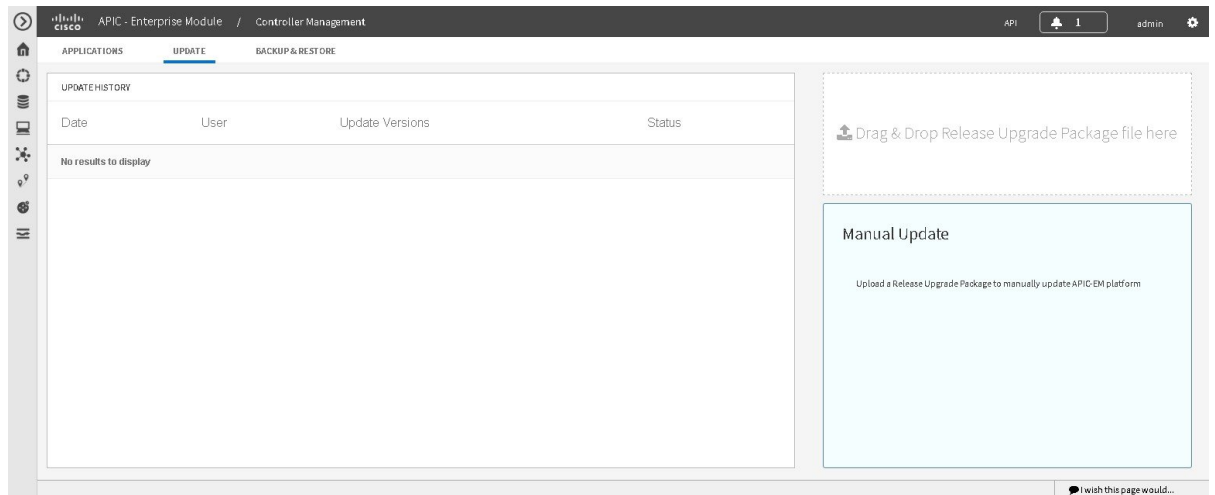 CISCO APIC - Enterprise Module / Controller Management API 1 admin
APPLICATIONS UPDATE BACKUP & RESTORE
UPDATE HISTORY
Date User Update Versions Status
No results to display
Drag & Drop Release Upgrade Package file here
Manual Update
Upload a Release Upgrade Package to manually update APIC-EM platform
I wish this page would...